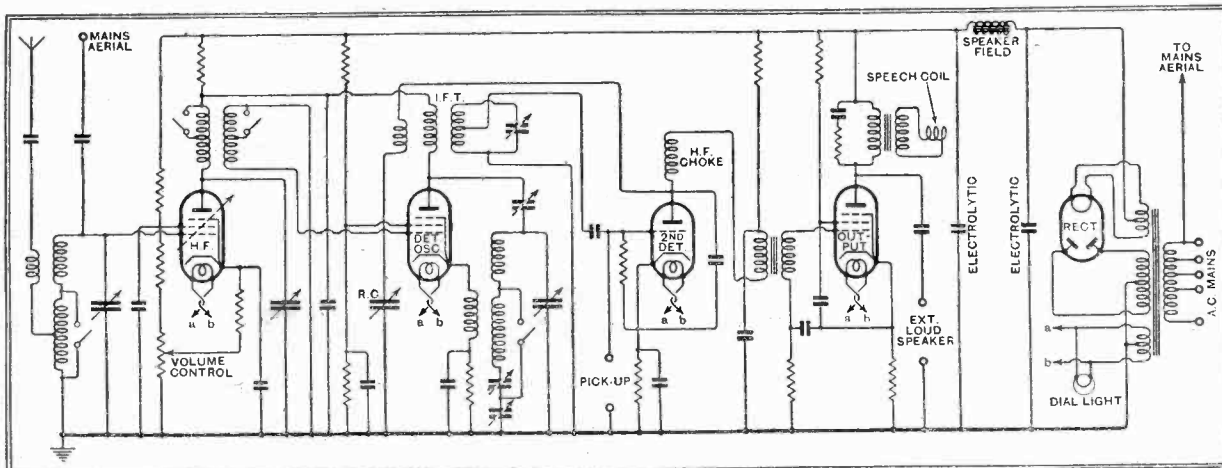 MAINS
AERIAL
H.F.
a b
VOLUME
CONTROL
I.F.T.
DET
OSC
a b
R.C.
H.F.
CHOKE
2ND
DET.
a b
PICK-UP
SPEECH COIL
OUT-
PUT
a b
EXT.
LOUD
SPEAKER
SPEAKER
FIELD
ELECTROLYTIC
ELECTROLYTIC
RECT
TO
MAINS
AERIAL
A.C. MAINS
a
b
DIAL LIGHT